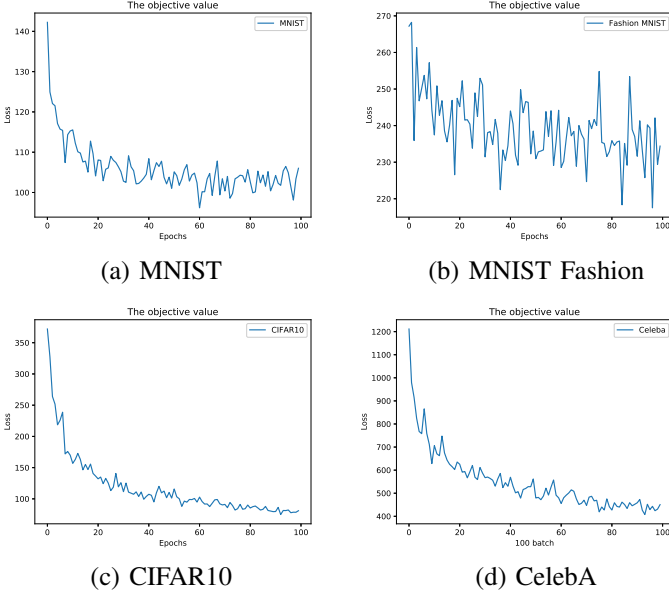 The objective value
MNIST
140
130
120
110
100
Loss
0 20 40 60 80 100
Epochs
(a) MNIST
The objective value
Fashion MNIST
270
260
250
240
230
220
Loss
0 20 40 60 80 100
Epochs
(b) MNIST Fashion
The objective value
CIFAR10
350
300
250
200
150
100
Loss
0 20 40 60 80 100
Epochs
(c) CIFAR10
The objective value
Celeba
1200
1100
1000
900
800
700
600
500
400
Loss
0 20 40 60 80 100
100 batch
(d) CelebA